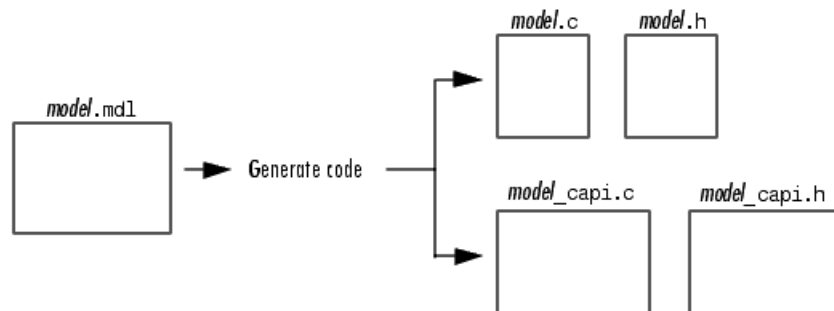 model.c
model.h
model.mdl
Generate code
model_capi.c
model_capi.h